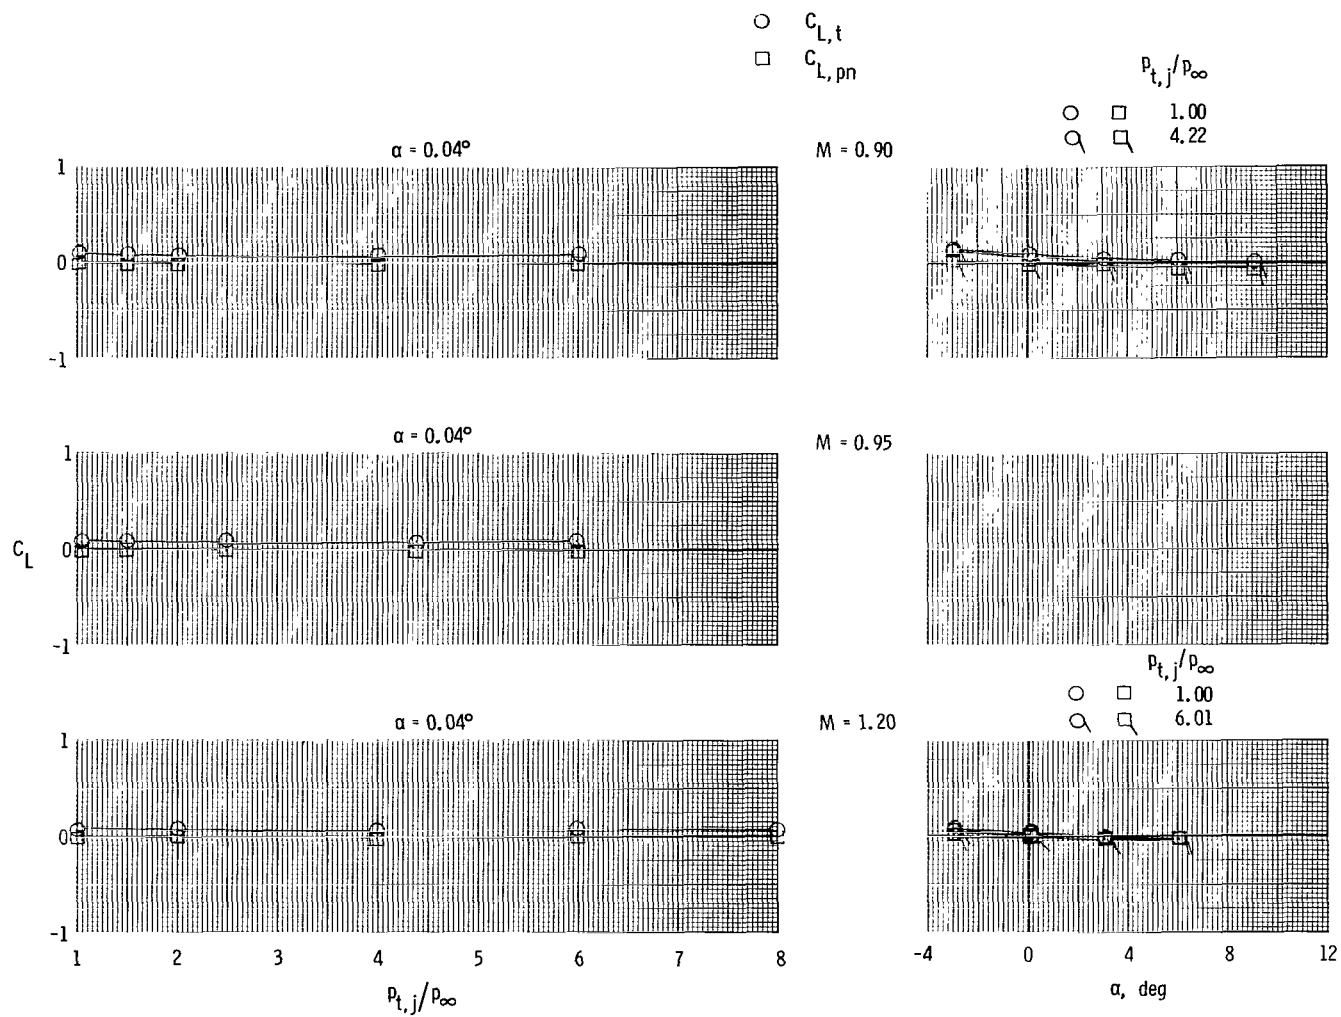 C_L,t
C_L,pn
p_t,j/p_∞
1.00
4.22
α = 0.04°
M = 0.90
1
0
-1
α = 0.04°
M = 0.95
1
C_L
0
-1
p_t,j/p_∞
1.00
6.01
α = 0.04°
M = 1.20
1
0
-1
1 2 3 4 5 6 7 8
-4 0 4 8 12
p_t,j/p_∞
α, deg